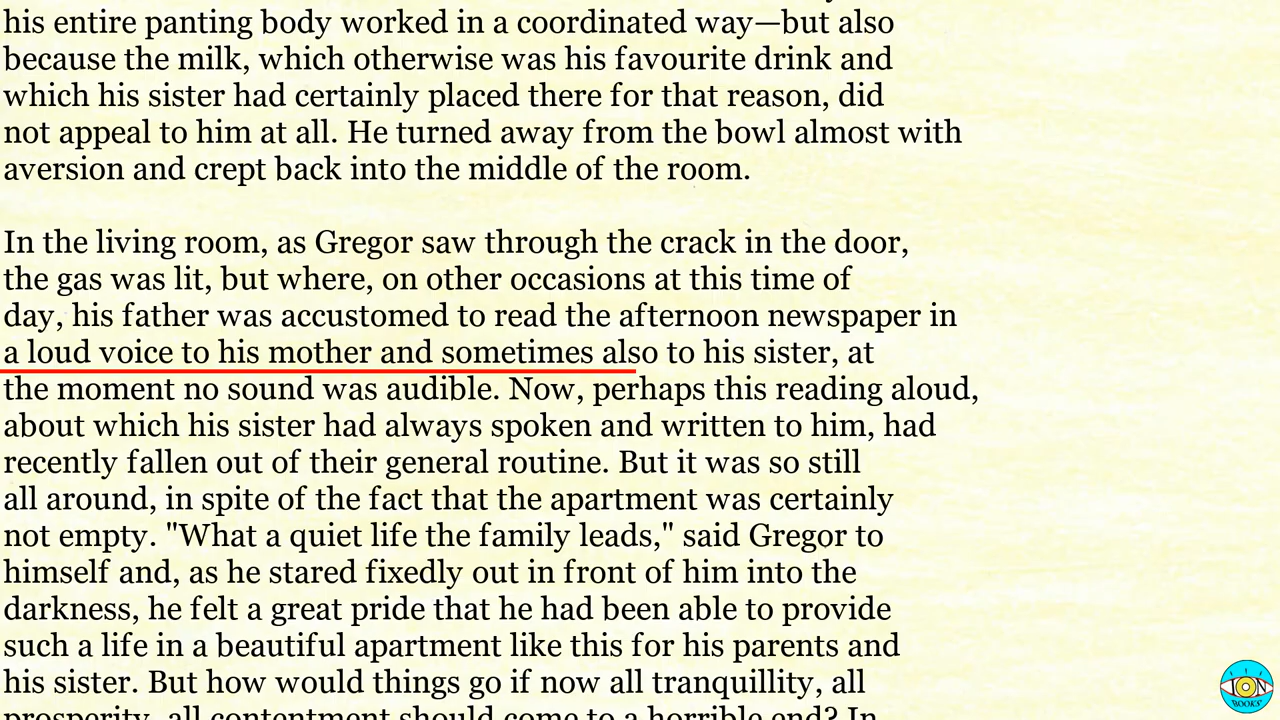 his entire panting body worked in a coordinated way—but also
because the milk, which otherwise was his favourite drink and
which his sister had certainly placed there for that reason, did
not appeal to him at all. He turned away from the bowl almost with
aversion and crept back into the middle of the room.
In the living room, as Gregor saw through the crack in the door,
the gas was lit, but where, on other occasions at this time of
day, his father was accustomed to read the afternoon newspaper in
a loud voice to his mother and sometimes also to his sister, at
the moment no sound was audible. Now, perhaps this reading aloud,
about which his sister had always spoken and written to him, had
recently fallen out of their general routine. But it was so still
all around, in spite of the fact that the apartment was certainly
not empty. "What a quiet life the family leads," said Gregor to
himself and, as he stared fixedly out in front of him into the
darkness, he felt a great pride that he had been able to provide
such a life in a beautiful apartment like this for his parents and
his sister. But how would things go if now all tranquillity, all
prosperity, all contentment should come to a horrible end? In
ION
BOOKS